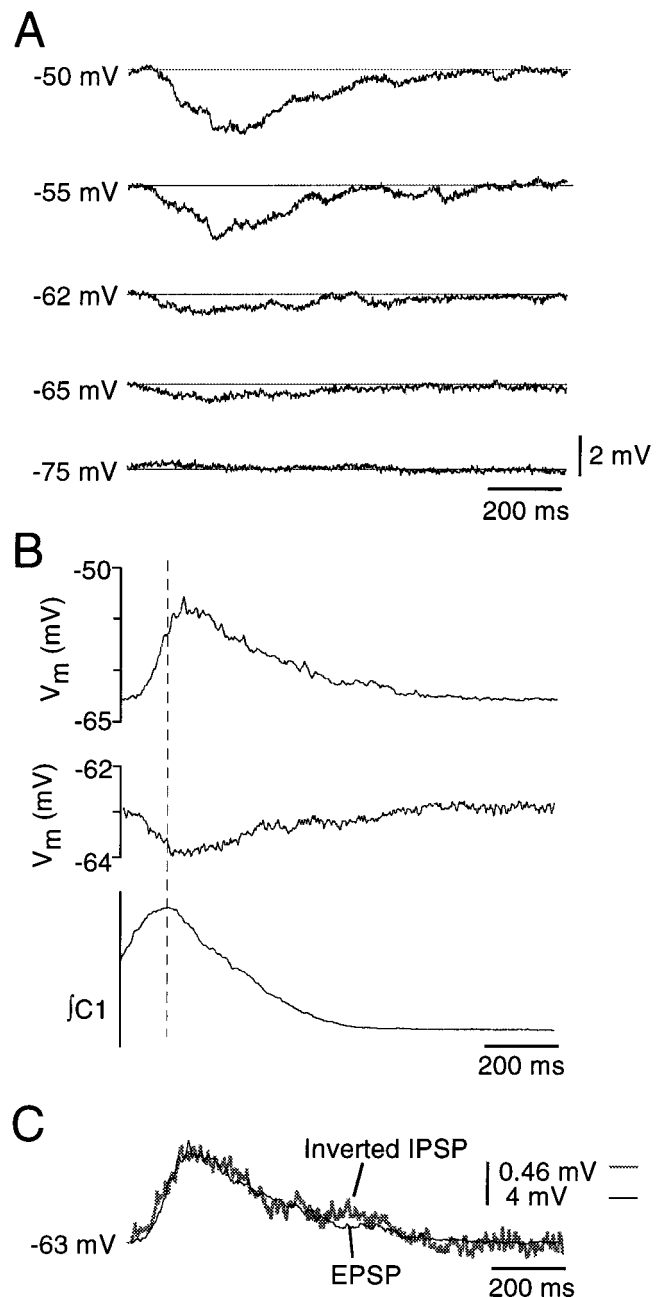 A
-50 mV
-55 mV
-62 mV
-65 mV
-75 mV
2 mV
200 ms
B
-50
Vm (mV)
-65
-62
Vm (mV)
-64
∫C1
200 ms
C
Inverted IPSP
0.46 mV
4 mV
-63 mV
EPSP
200 ms